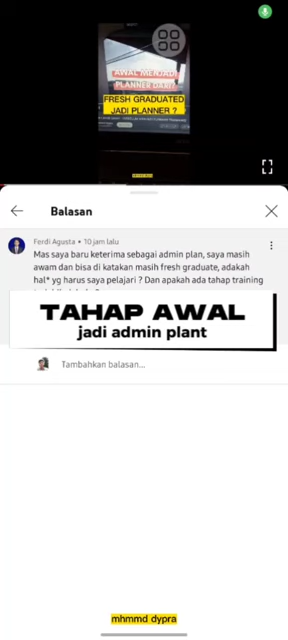 AWAL MENJADI
PLANNER DARI
FRESH GRADUATED
JADI PLANNER ?
Balasan
Ferdi Agusta • 10 jam lalu
Mas saya baru keterima sebagai admin plan, saya masih
awam dan bisa di katakan masih fresh graduate, adakah
hal* yg harus saya pelajari ? Dan apakah ada tahap training
TAHAP AWAL
jadi admin plant
Tambahkan balasan...
mhmmd dypra